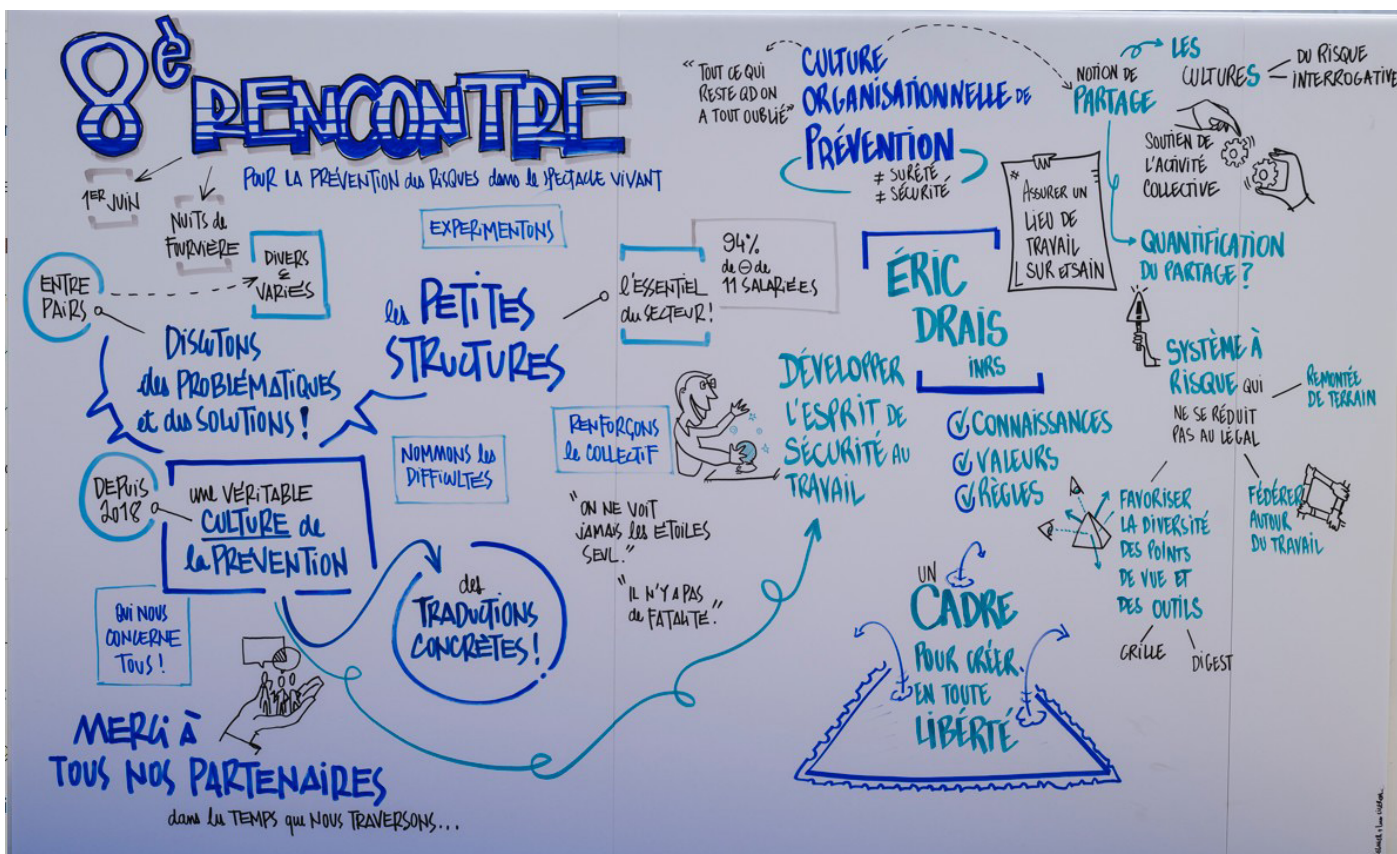 8è RENCONTRE
POUR LA PRÉVENTION des RISQUES dans le SPECTACLE VIVANT
1ER JUIN
NUITS de
FOURVIÈRE
ENTRE
PAIRS
DIVERS
&
VARIÉS
DISCUTONS
des PROBLÉMATIQUES
et des SOLUTIONS !
EXPERIMENTONS
les PETITES
STRUCTURES
l'ESSENTIEL
du SECTEUR !
94%
de ⊖ de
11 SALARIÉ.ES
NOMMONS les
DIFFICULTÉS
RENFORÇONS
le COLLECTIF
DEPUIS
2018
une VÉRITABLE
CULTURE de
la PRÉVENTION
QUI NOUS
CONCERNE
TOUS !
des
TRADUCTIONS
CONCRÈTES !
"ON NE VOIT
JAMAIS les ETOILES
SEUL."
"IL N'Y A PAS
de FATALITÉ."
MERCI À
TOUS NOS PARTENAIRES
dans les TEMPS que NOUS TRAVERSONS...
"TOUT CE QUI
RESTE QD ON
A TOUT OUBLIÉ"
CULTURE
ORGANISATIONNELLE DE
PRÉVENTION
≠ SURÊTÉ
≠ SÉCURITÉ
NOTION DE
PARTAGE
LES
CULTURES
DU RISQUE
INTERROGATIVE
SOUTIEN DE
L'ACTIVITÉ
COLLECTIVE
ASSURER UN
LIEU DE
TRAVAIL
SUR ET SAIN
QUANTIFICATION
DU PARTAGE ?
ÉRIC
DRAIS
INRS
DÉVELOPPER
L'ESPRIT DE
SÉCURITÉ AU
TRAVAIL
CONNAISSANCES
VALEURS
RÈGLES
SYSTÈME À
RISQUE QUI
NE SE RÉDUIT
PAS AU LÉGAL
REMONTÉE
DE TERRAIN
FAVORISER
LA DIVERSITÉ
DES POINTS
DE VUE ET
DES OUTILS
GRILLE
DIGEST
FÉDÉRER
AUTOUR
DU TRAVAIL
UN
CADRE
POUR CRÉER
EN TOUTE
LIBERTÉ